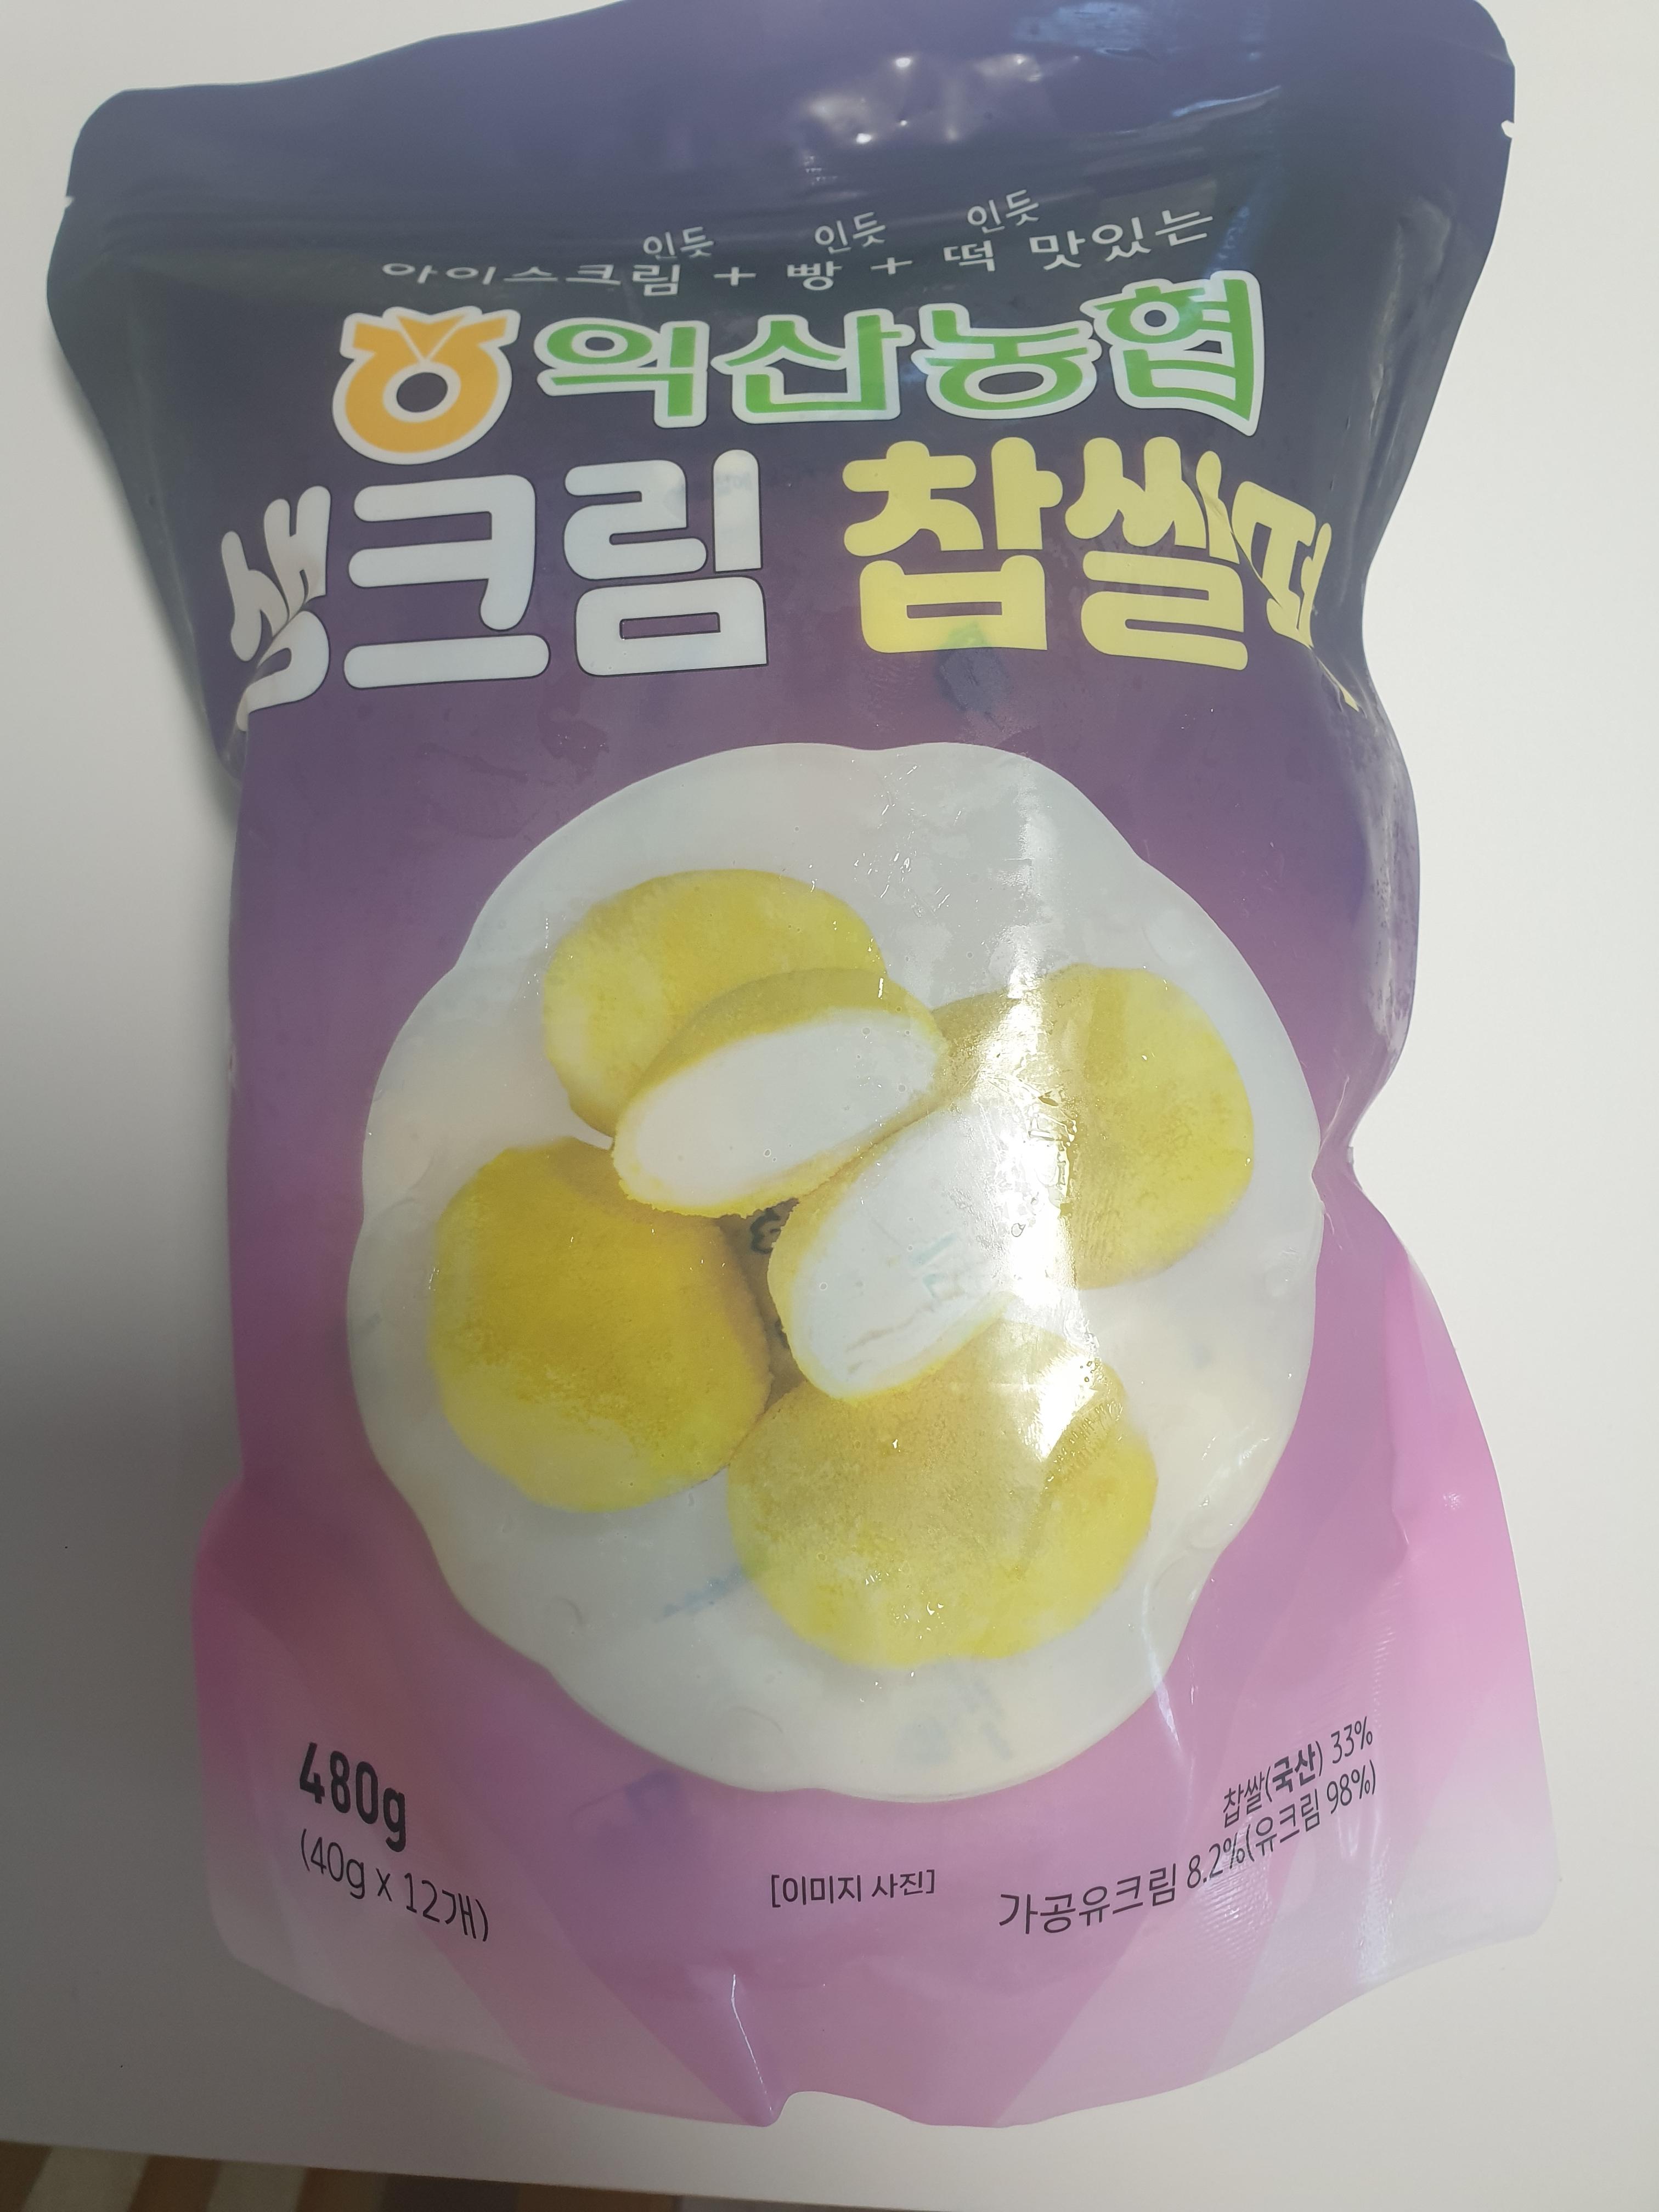 인듯 인듯 인듯
아이스크림 + 빵 + 떡 맛있는
익산농협
생크림 찹쌀떡
480g
(40g x 12개)
[이미지 사진]
찹쌀(국산) 33%
가공유크림 8.2%(유크림 98%)